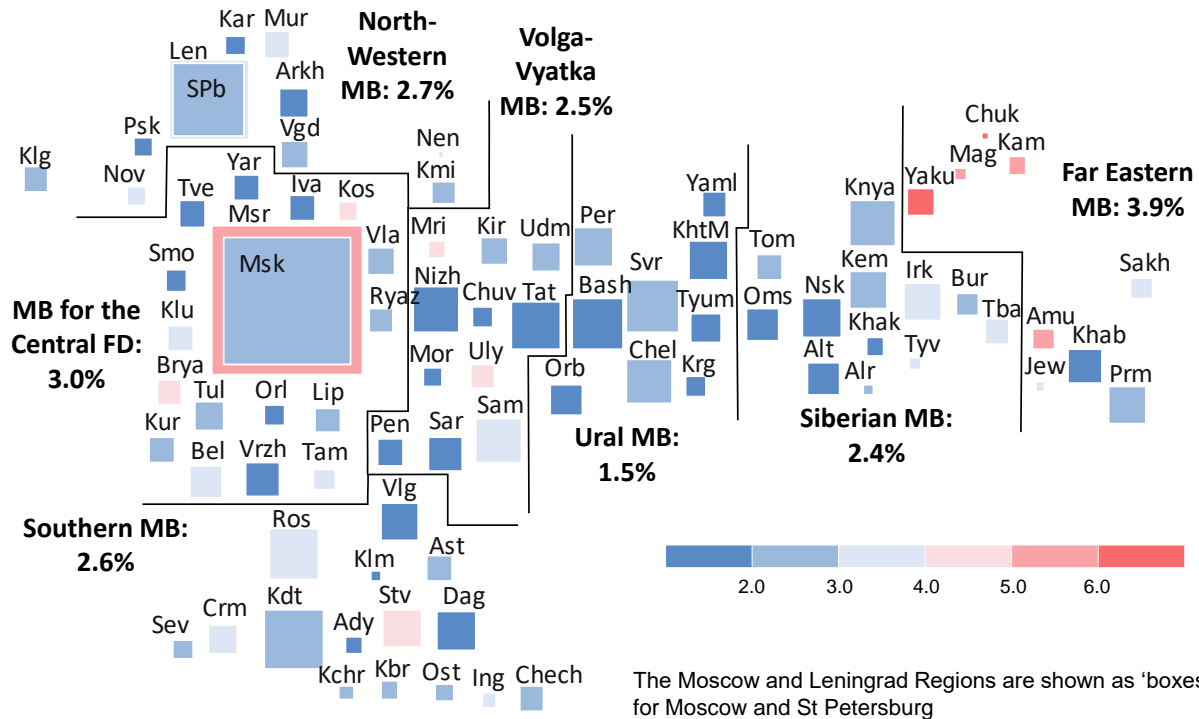 Kar
Mur
Len
SPb
Arkh
North-
Western
MB: 2.7%
Volga-
Vyatka
MB: 2.5%
Psk
Vgd
Klg
Nov
Nen
Kmi
Chuk
Mag
Kam
Yaku
Far Eastern
MB: 3.9%
Tve
Yar
Iva
Kos
Msr
Msk
Vla
Ryaz
Smo
Klu
MB for the
Central FD:
3.0%
Brya
Tul
Orl
Lip
Kur
Bel
Vrzh
Tam
Mri
Kir
Udm
Nizh
Chuv
Tat
Mor
Uly
Pen
Sar
Sam
Per
Bash
Svr
Chel
Orb
Yaml
KhtM
Tyum
Krg
Ural MB:
1.5%
Tom
Oms
Nsk
Alt
Knya
Kem
Khak
Alr
Irk
Tyv
Bur
Tba
Siberian MB:
2.4%
Sakh
Amu
Khab
Jew
Prm
Southern MB:
2.6%
Ros
Vlg
Klm
Ast
Sev
Crm
Kdt
Ady
Stv
Dag
Kchr
Kbr
Ost
Ing
Chech
2.0 3.0 4.0 5.0 6.0
The Moscow and Leningrad Regions are shown as ‘boxes
for Moscow and St Petersburg